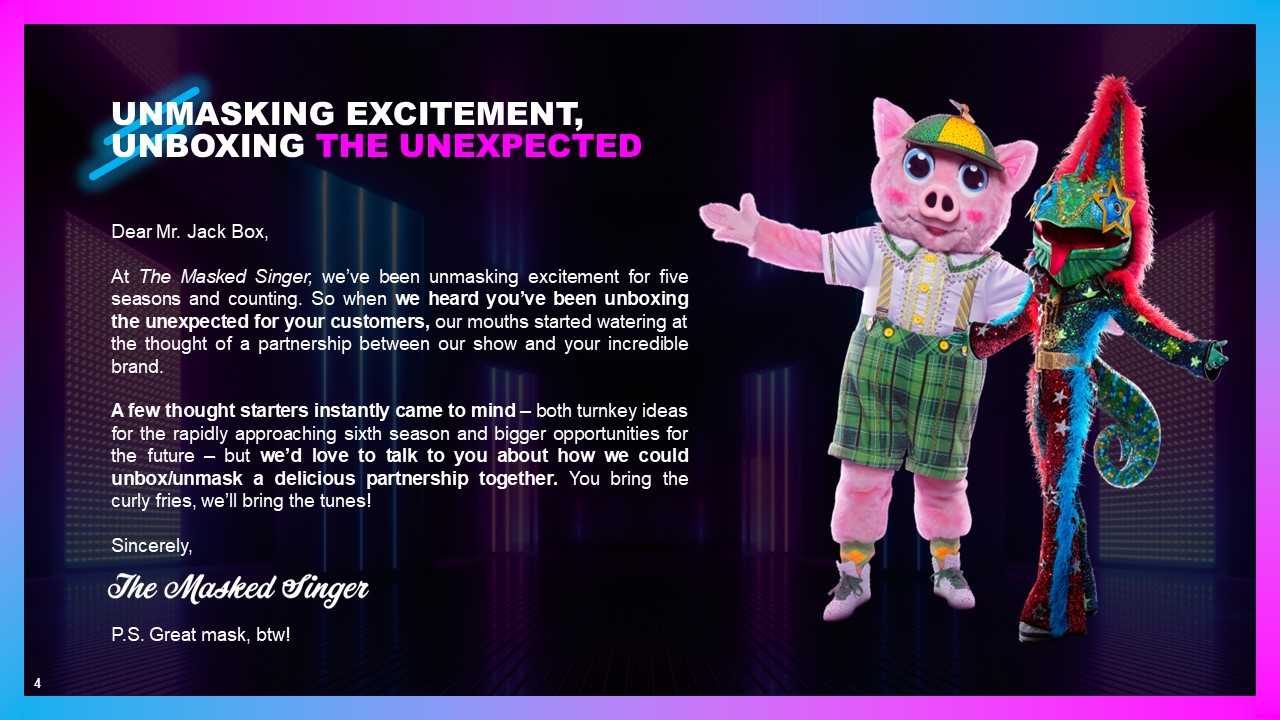 UNMASKING EXCITEMENT,
UNBOXING THE UNEXPECTED
Dear Mr. Jack Box,
At The Masked Singer, we’ve been unmasking excitement for five
seasons and counting. So when we heard you’ve been unboxing
the unexpected for your customers, our mouths started watering at
the thought of a partnership between our show and your incredible
brand.
A few thought starters instantly came to mind – both turnkey ideas
for the rapidly approaching sixth season and bigger opportunities for
the future – but we’d love to talk to you about how we could
unbox/unmask a delicious partnership together. You bring the
curly fries, we’ll bring the tunes!
Sincerely,
The Masked Singer
P.S. Great mask, btw!
4